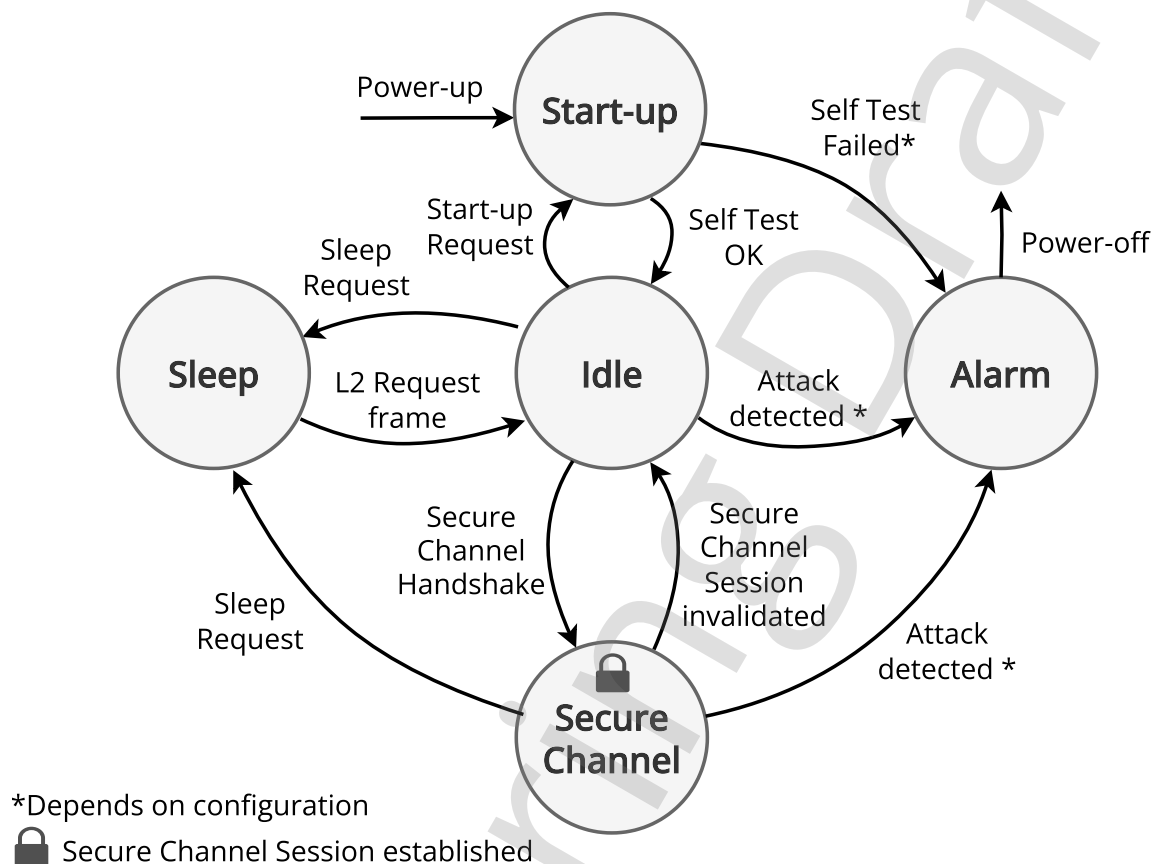 Power-up
Start-up
Self Test
Failed*
Start-up
Request
Self Test
OK
Power-off
Sleep
Request
Sleep
L2 Request
frame
Idle
Attack
detected *
Alarm
Secure
Channel
Handshake
Secure
Channel
Session
invalidated
Sleep
Request
Attack
detected *
Secure
Channel
*Depends on configuration
Secure Channel Session established